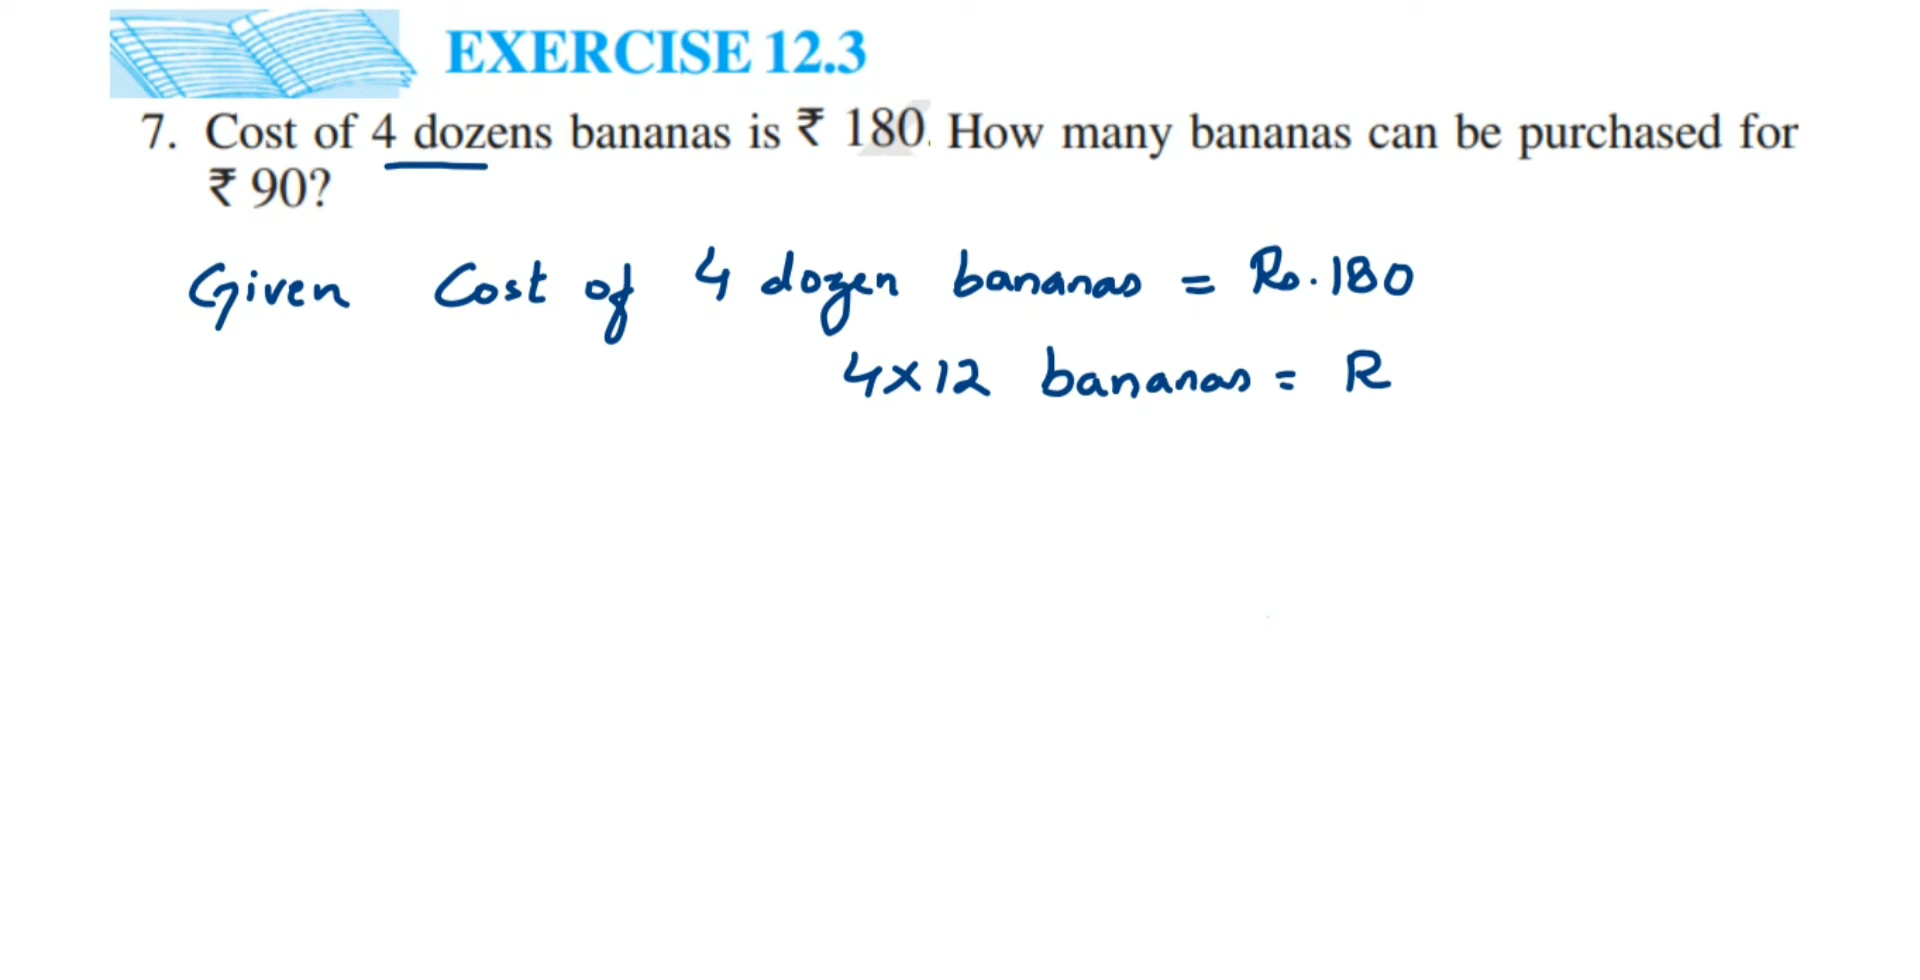 EXERCISE 12.3
7. Cost of 4 dozens bananas is ₹ 180. How many bananas can be purchased for
₹ 90?
Given Cost of 4 dozen bananas = Rs. 180
4×12 bananas = R